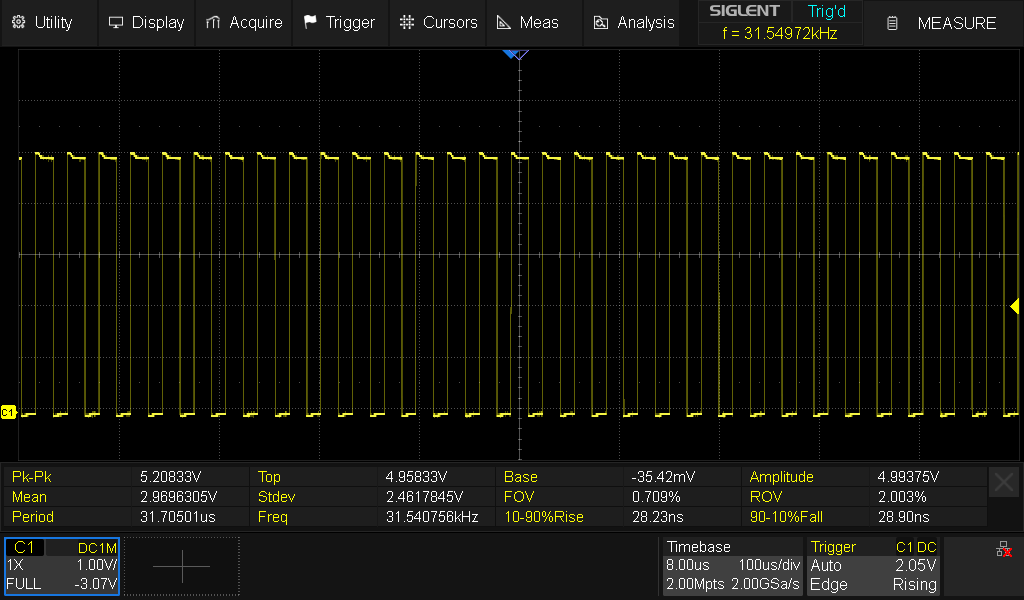 Utility Display Acquire Trigger Cursors Meas Analysis SIGLENT Trig'd MEASURE
f = 31.54972kHz
C1
Pk-Pk 5.20833V Top 4.95833V Base -35.42mV Amplitude 4.99375V
Mean 2.9696305V Stdev 2.4617845V FOV 0.709% ROV 2.003%
Period 31.70501us Freq 31.540756kHz 10-90%Rise 28.23ns 90-10%Fall 28.90ns
C1 DC1M Timebase Trigger C1 DC
1X 1.00V/ 8.00us 100us/div Auto 2.05V
FULL -3.07V 2.00Mpts 2.00GSa/s Edge Rising